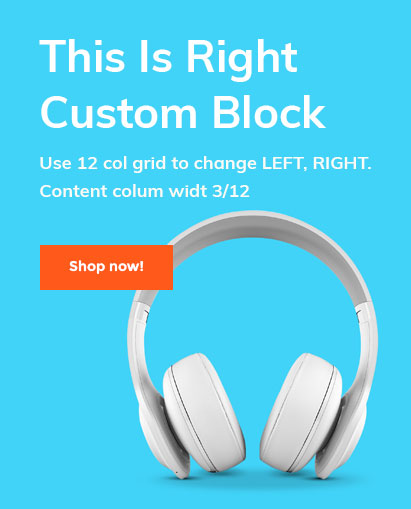 This Is Right
Custom Block
Use 12 col grid to change LEFT, RIGHT.
Content colum widt 3/12
Shop now!